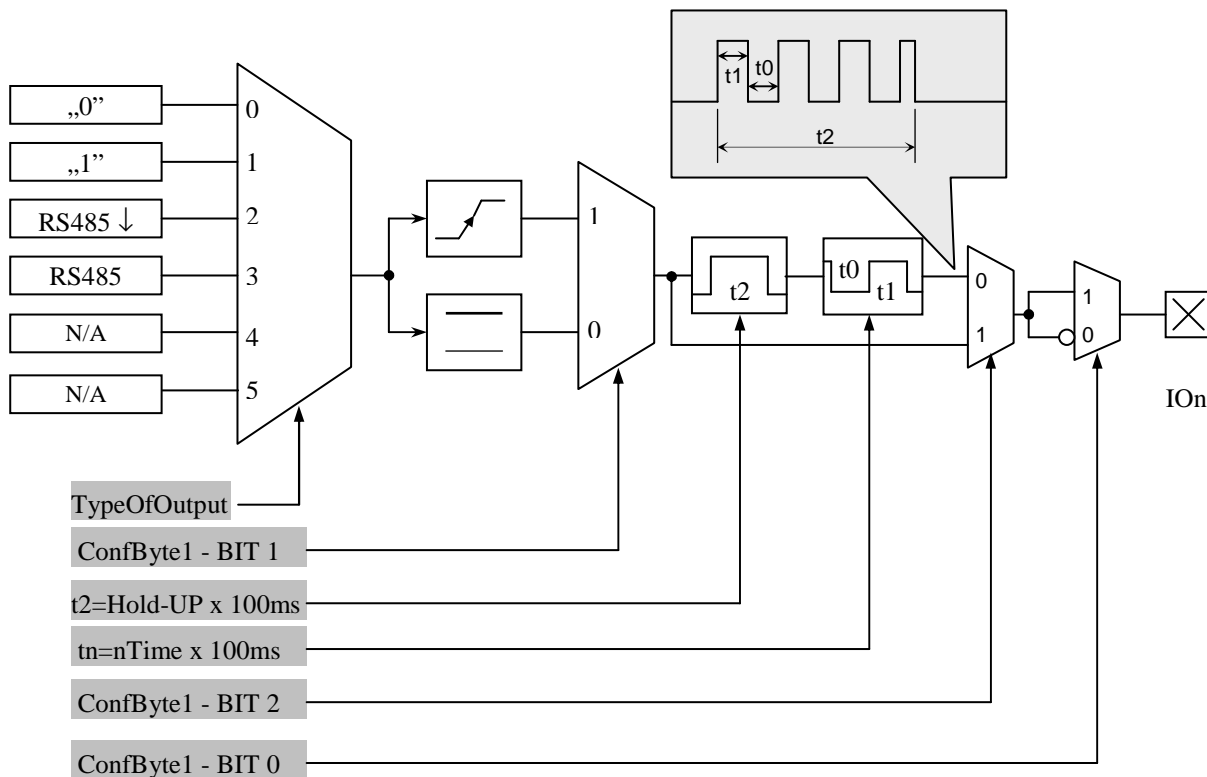 t1
t0
t2
„0”
„1”
RS485 ↓
RS485
N/A
N/A
0
1
2
3
4
5
1
0
t2
t0
t1
0
1
1
0
IOn
TypeOfOutput
ConfByte1 - BIT 1
t2=Hold-UP x 100ms
tn=nTime x 100ms
ConfByte1 - BIT 2
ConfByte1 - BIT 0